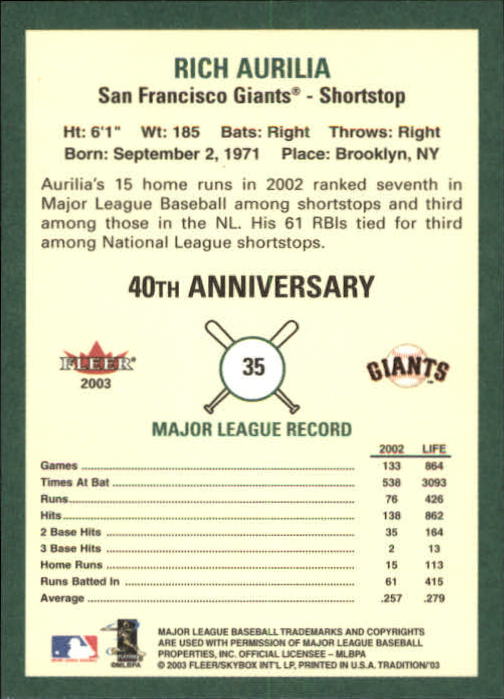 RICH AURILIA
San Francisco Giants® - Shortstop
Ht: 6'1" Wt: 185 Bats: Right Throws: Right
Born: September 2, 1971 Place: Brooklyn, NY
Aurilia's 15 home runs in 2002 ranked seventh in
Major League Baseball among shortstops and third
among those in the NL. His 61 RBIs tied for third
among National League shortstops.
40TH ANNIVERSARY
FLEER®
2003
35
GIANTS™
MAJOR LEAGUE RECORD
2002 LIFE
Games 133 864
Times At Bat 538 3093
Runs 76 426
Hits 138 862
2 Base Hits 35 164
3 Base Hits 2 13
Home Runs 15 113
Runs Batted In 61 415
Average .257 .279
©MLBPA
MAJOR LEAGUE BASEBALL TRADEMARKS AND COPYRIGHTS
ARE USED WITH PERMISSION OF MAJOR LEAGUE BASEBALL
PROPERTIES, INC. OFFICIAL LICENSEE - MLBPA
© 2003 FLEER/SKYBOX INT'L LP, PRINTED IN U.S.A. TRADITION/'03